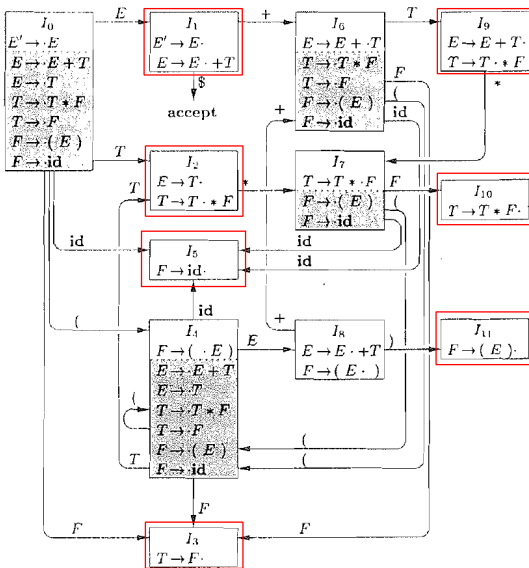 I₀
E' → ·E
E → ·E + T
E → ·T
T → ·T * F
T → ·F
F → ·( E )
F → ·id
E
I₁
E' → E·
E → E · + T
$
accept
+
I₆
E → E + ·T
T → ·T * F
T → ·F
F → ·( E )
F → ·id
T
I₉
E → E + T·
T → T · * F
*
F
(
id
T
I₂
E → T·
T → T · * F
*
T
+
I₇
T → T * ·F
F → ·( E )
F → ·id
F
(
id
I₁₀
T → T * F·
id
I₅
F → id·
id
id
(
I₄
F → ( · E )
E → ·E + T
E → ·T
T → ·T * F
T → ·F
F → ·( E )
F → ·id
(
T
E
+
I₈
E → E · + T
F → ( E · )
)
I₁₁
F → ( E )·
(
(
F
F
I₃
T → F·
F